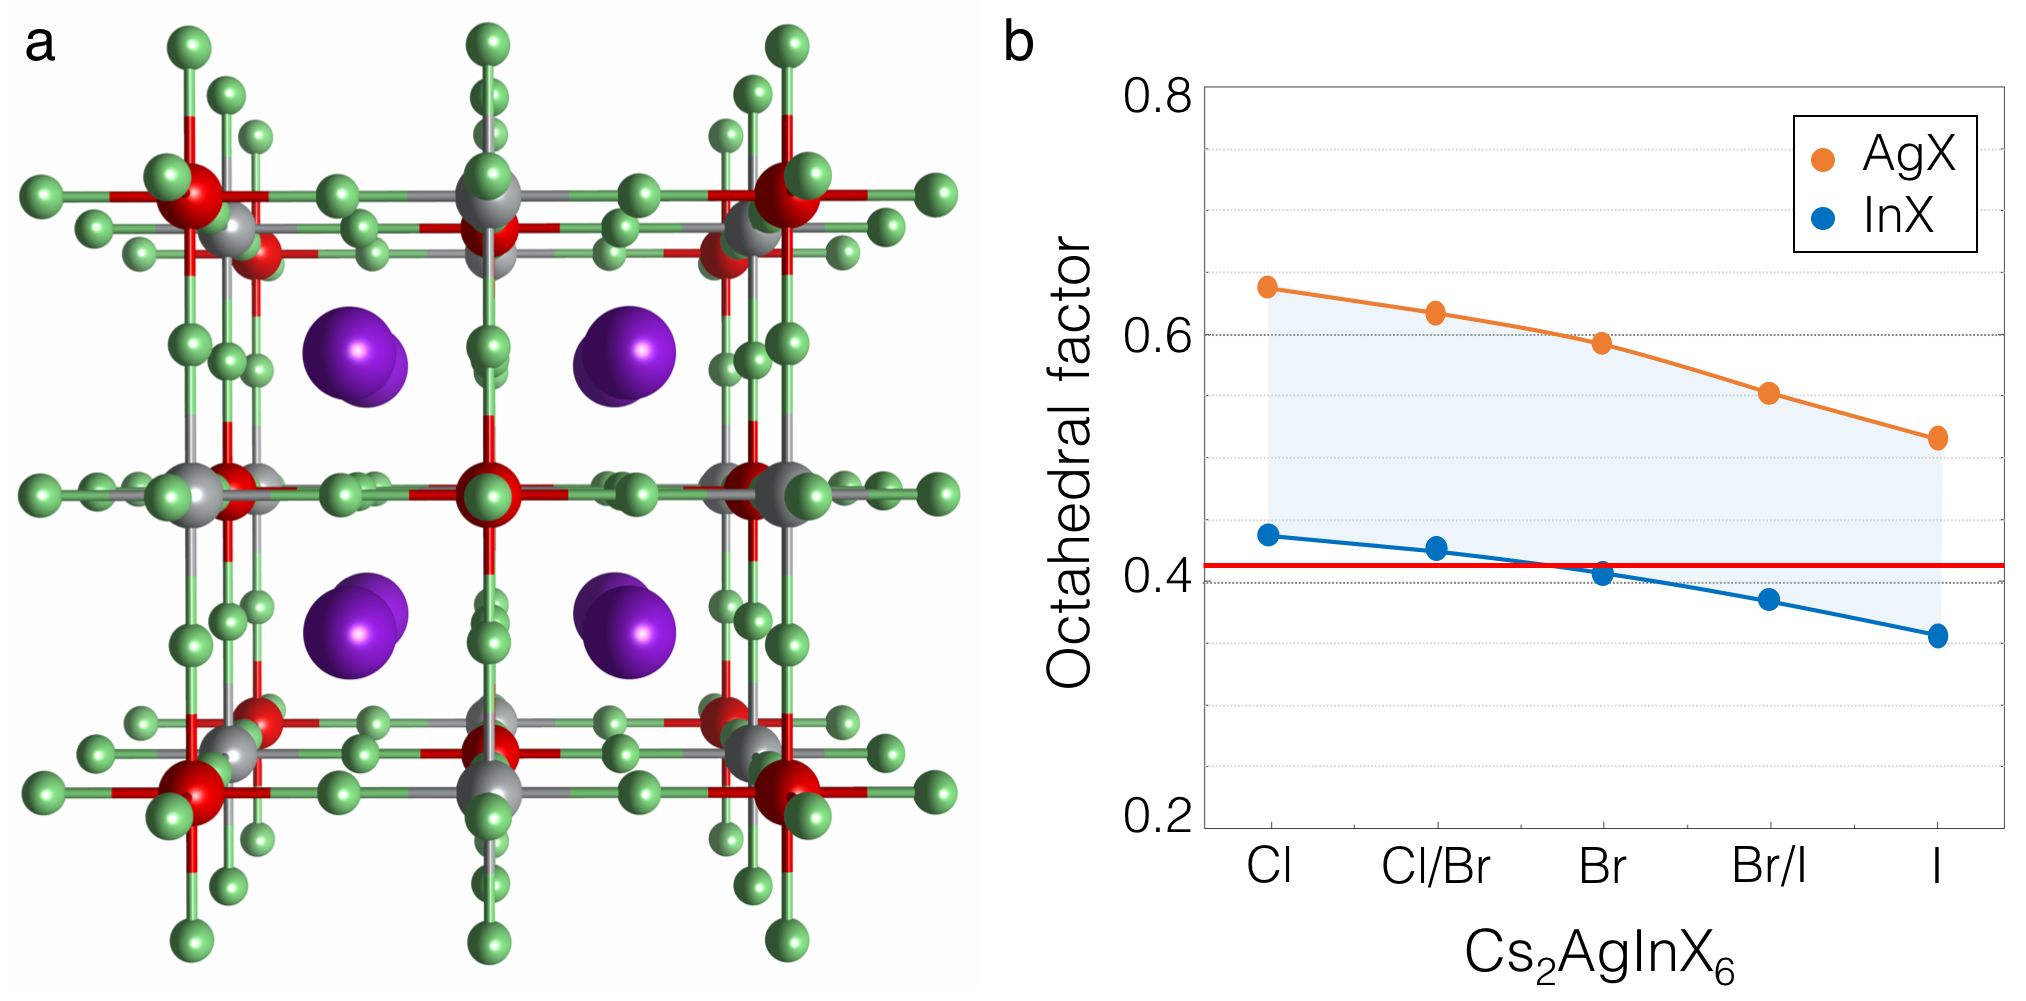 a
b
0.8
0.6
0.4
0.2
Octahedral factor
AgX
InX
Cl
Cl/Br
Br
Br/I
I
Cs₂AgInX₆